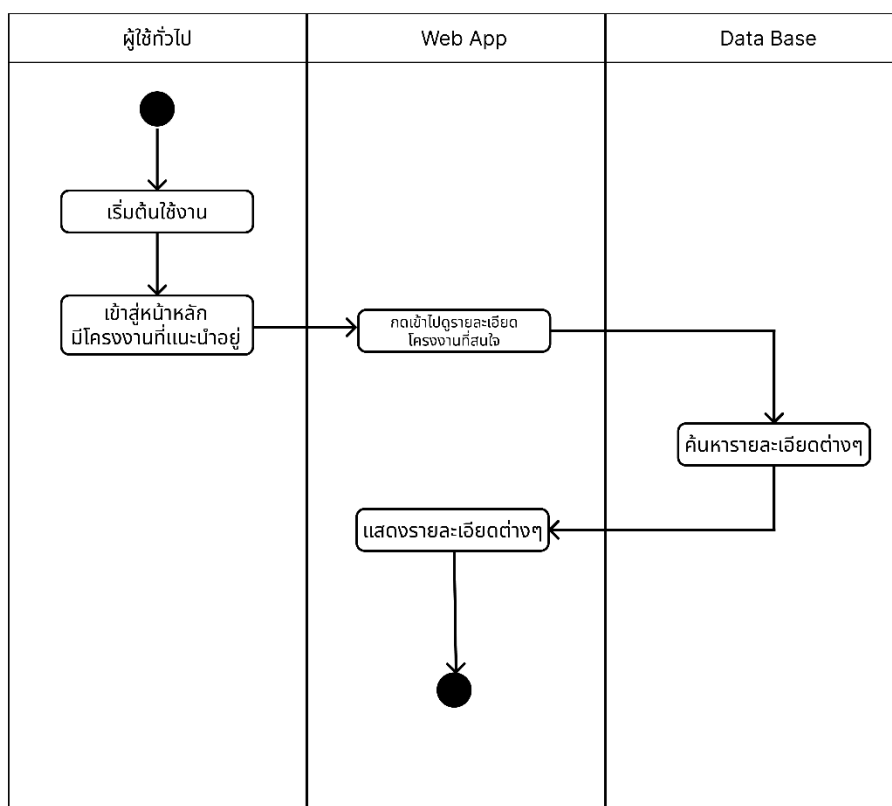 ผู้ใช้ทั่วไป
Web App
Data Base
เริ่มต้นใช้งาน
เข้าสู่หน้าหลัก
มีโครงงานที่แนะนำอยู่
กดเข้าไปดูรายละเอียด
โครงงานที่สนใจ
ค้นหารายละเอียดต่างๆ
แสดงรายละเอียดต่างๆ